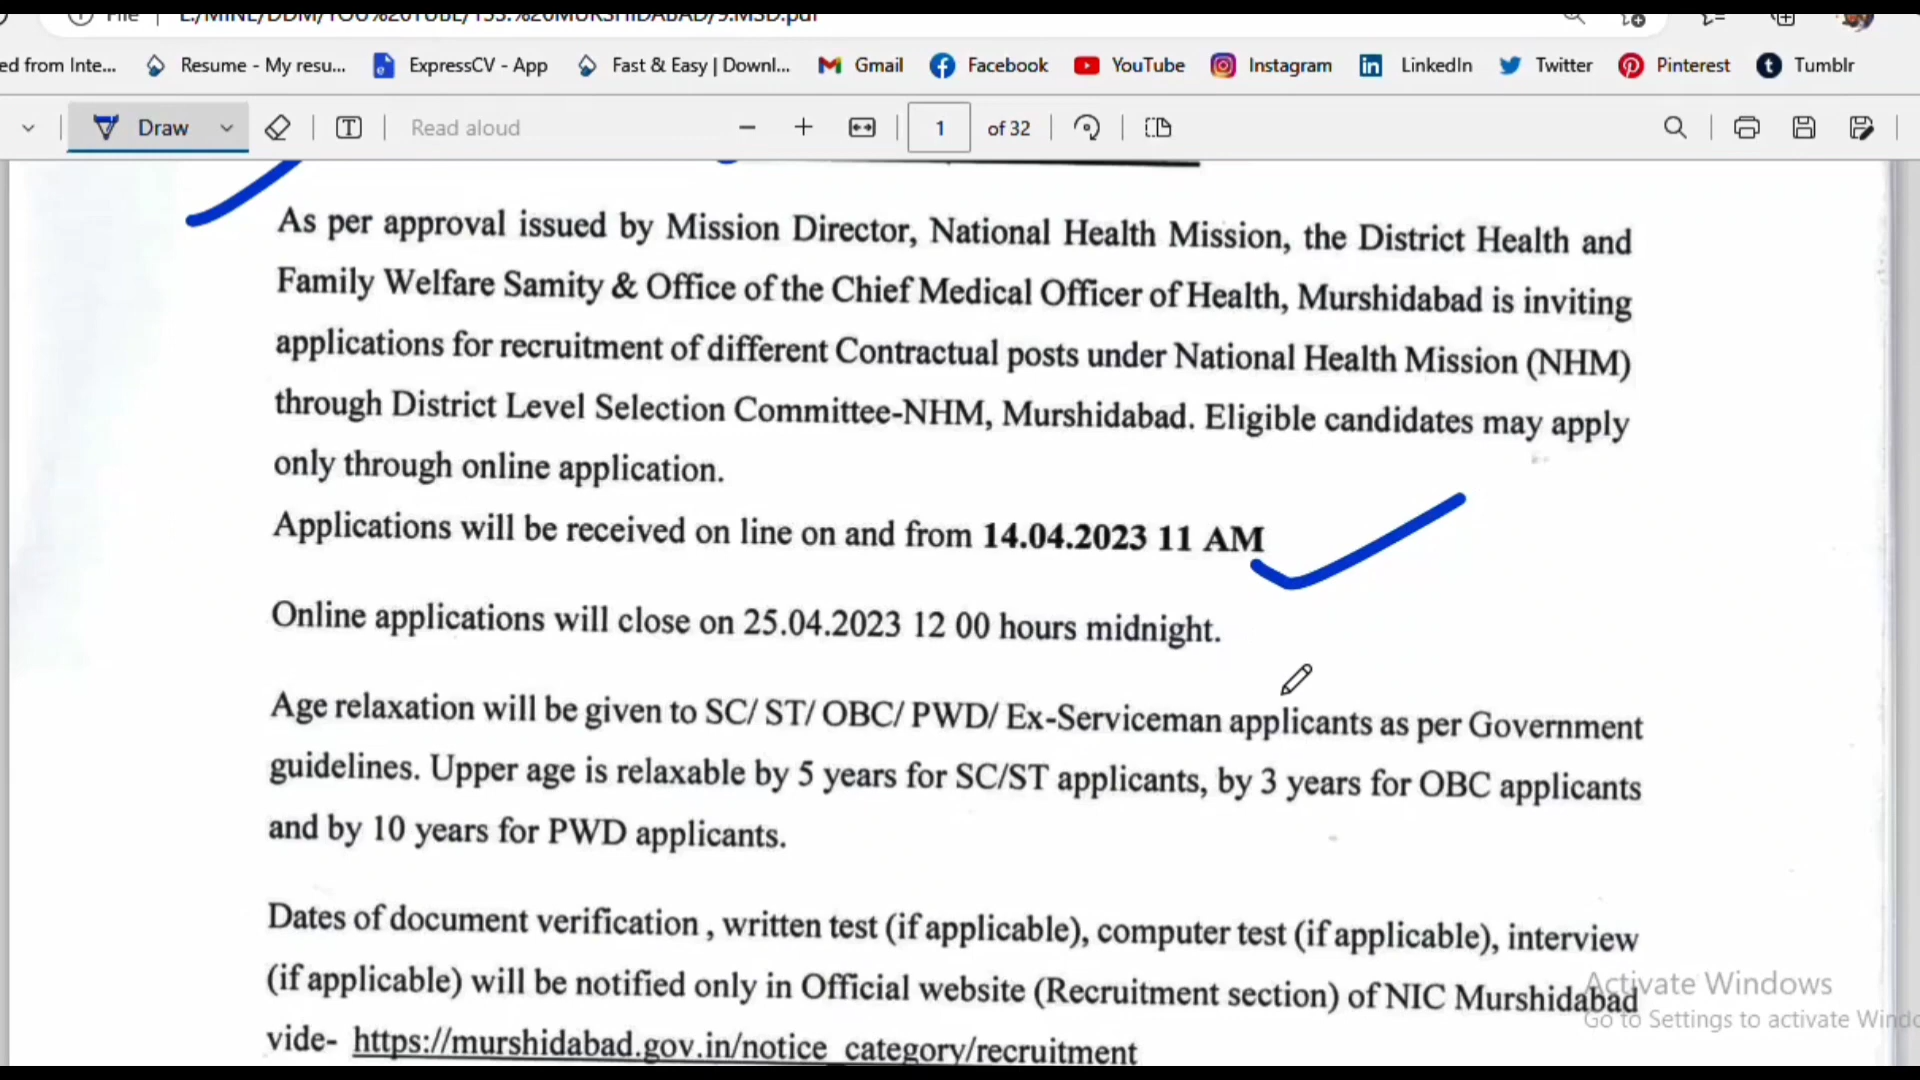 ed from Inte... Resume - My resu... ExpressCV - App Fast & Easy | Downl... Gmail Facebook YouTube Instagram LinkedIn Twitter Pinterest Tumblr
Draw Read aloud 1 of 32
As per approval issued by Mission Director, National Health Mission, the District Health and
Family Welfare Samity & Office of the Chief Medical Officer of Health, Murshidabad is inviting
applications for recruitment of different Contractual posts under National Health Mission (NHM)
through District Level Selection Committee-NHM, Murshidabad. Eligible candidates may apply
only through online application.
Applications will be received on line on and from 14.04.2023 11 AM
Online applications will close on 25.04.2023 12 00 hours midnight.
Age relaxation will be given to SC/ ST/ OBC/ PWD/ Ex-Serviceman applicants as per Government
guidelines. Upper age is relaxable by 5 years for SC/ST applicants, by 3 years for OBC applicants
and by 10 years for PWD applicants.
Dates of document verification , written test (if applicable), computer test (if applicable), interview
(if applicable) will be notified only in Official website (Recruitment section) of NIC Murshidabad
vide- https://murshidabad.gov.in/notice_category/recruitment
Activate Windows
Go to Settings to activate Windo